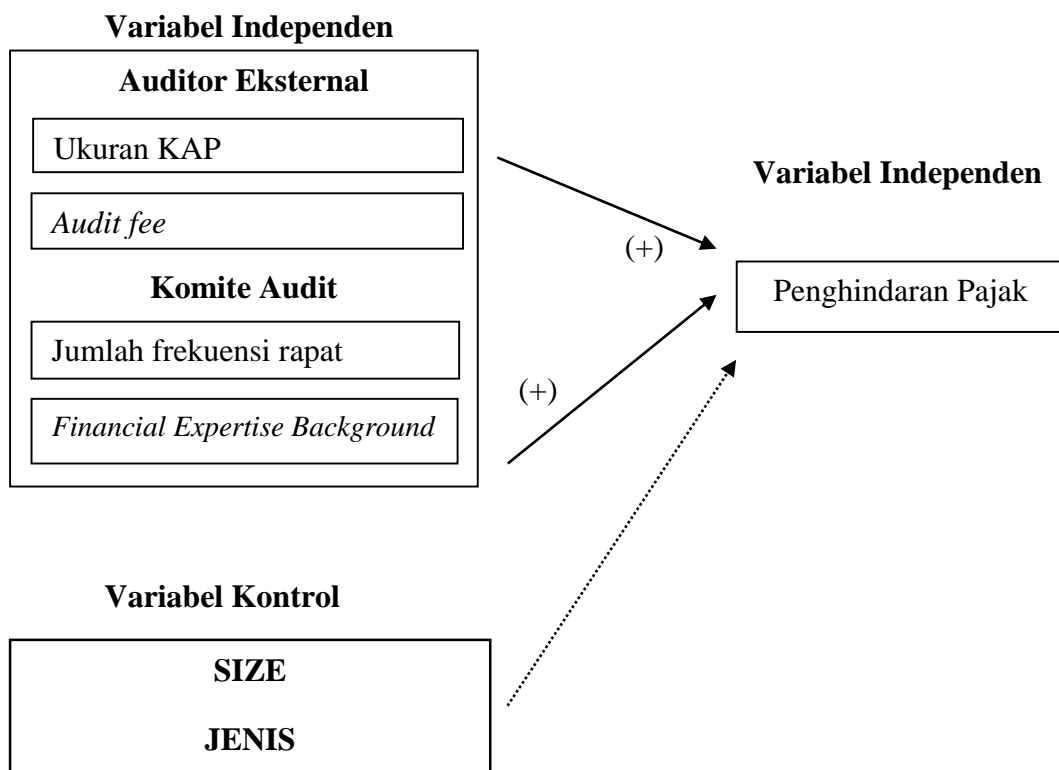 Variabel Independen
Auditor Eksternal
Ukuran KAP
Audit fee
Komite Audit
Jumlah frekuensi rapat
Financial Expertise Background
(+)
(+)
Variabel Independen
Penghindaran Pajak
Variabel Kontrol
SIZE
JENIS